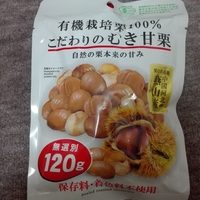 有機栽培栗100%
こだわりのむき甘栗
自然の栗本来の甘み
無選別
120g
保存料・着色料不使用